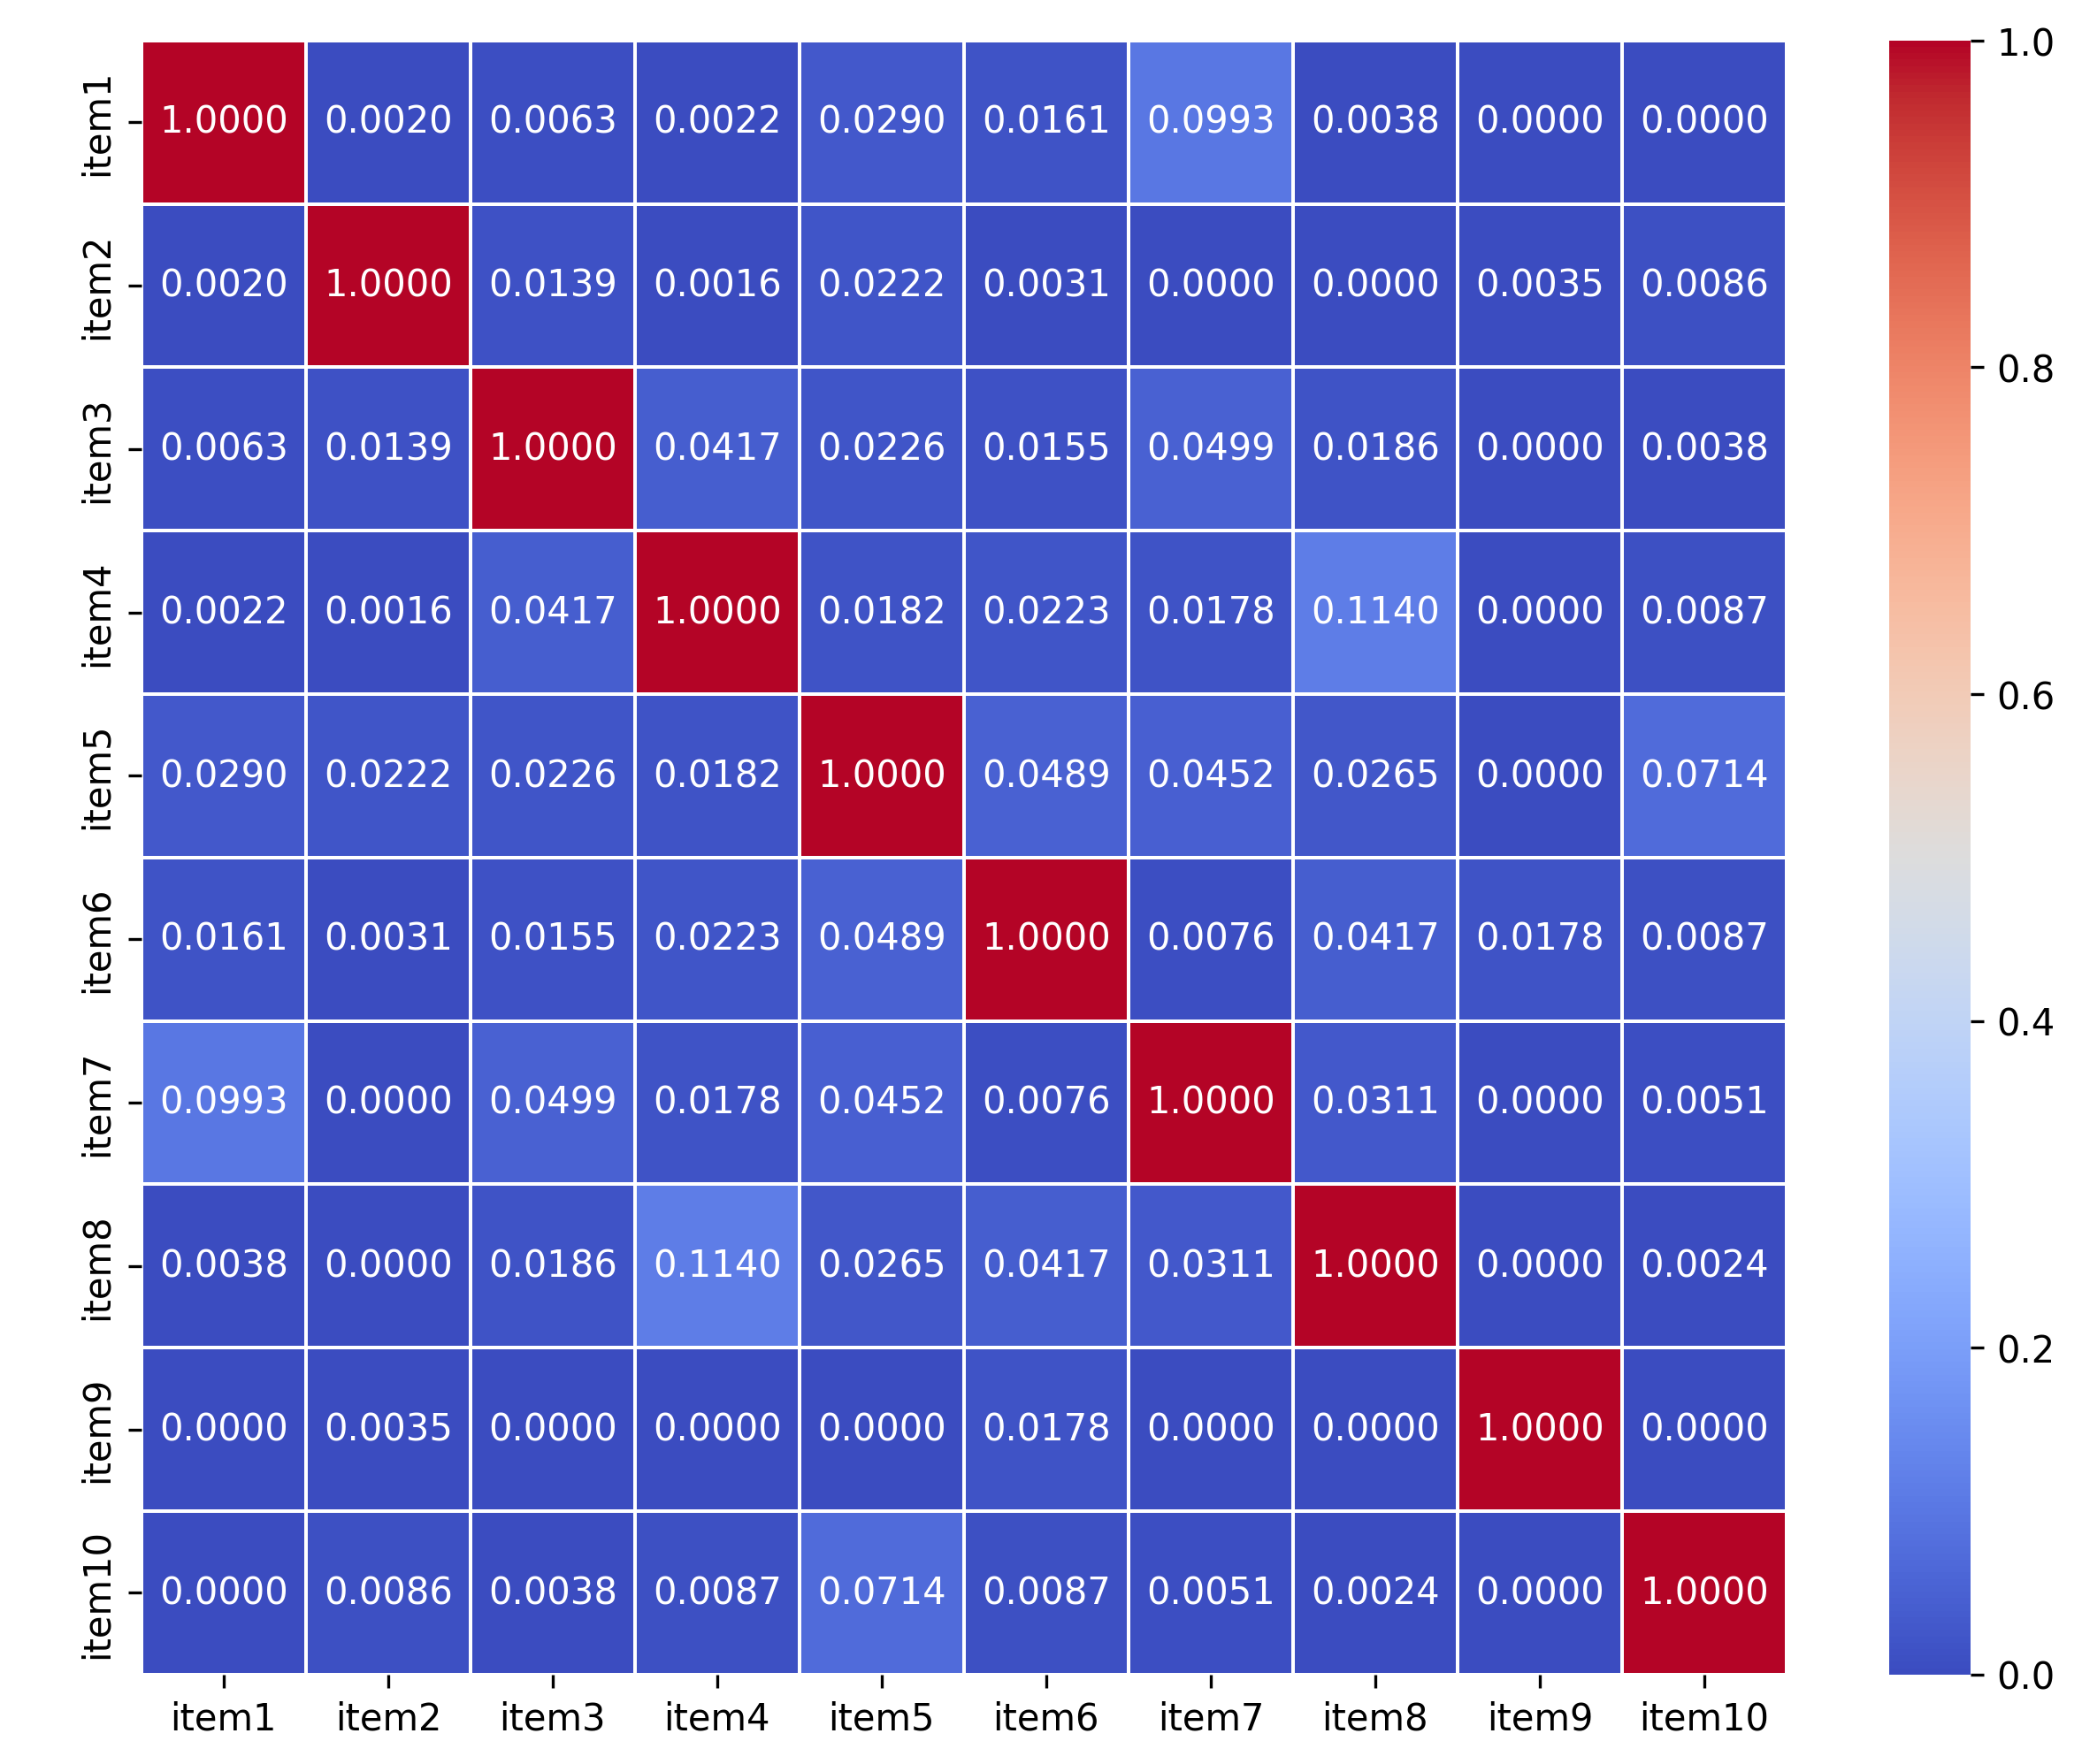 item1 1.0000 0.0020 0.0063 0.0022 0.0290 0.0161 0.0993 0.0038 0.0000 0.0000
item2 0.0020 1.0000 0.0139 0.0016 0.0222 0.0031 0.0000 0.0000 0.0035 0.0086
item3 0.0063 0.0139 1.0000 0.0417 0.0226 0.0155 0.0499 0.0186 0.0000 0.0038
item4 0.0022 0.0016 0.0417 1.0000 0.0182 0.0223 0.0178 0.1140 0.0000 0.0087
item5 0.0290 0.0222 0.0226 0.0182 1.0000 0.0489 0.0452 0.0265 0.0000 0.0714
item6 0.0161 0.0031 0.0155 0.0223 0.0489 1.0000 0.0076 0.0417 0.0178 0.0087
item7 0.0993 0.0000 0.0499 0.0178 0.0452 0.0076 1.0000 0.0311 0.0000 0.0051
item8 0.0038 0.0000 0.0186 0.1140 0.0265 0.0417 0.0311 1.0000 0.0000 0.0024
item9 0.0000 0.0035 0.0000 0.0000 0.0000 0.0178 0.0000 0.0000 1.0000 0.0000
item10 0.0000 0.0086 0.0038 0.0087 0.0714 0.0087 0.0051 0.0024 0.0000 1.0000
item1 item2 item3 item4 item5 item6 item7 item8 item9 item10
1.0
0.8
0.6
0.4
0.2
0.0